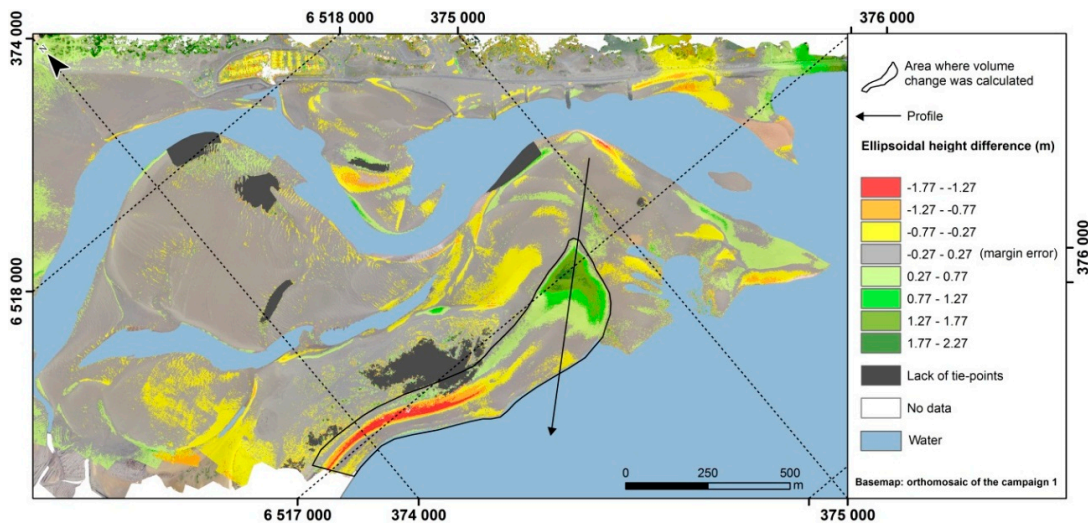 6 518 000
375 000
376 000
374 000
6 518 000
376 000
6 517 000
374 000
375 000
0
250
500
m
Area where volume
change was calculated
Profile
Ellipsoidal height difference (m)
-1.77 - -1.27
-1.27 - -0.77
-0.77 - -0.27
-0.27 - 0.27 (margin error)
0.27 - 0.77
0.77 - 1.27
1.27 - 1.77
1.77 - 2.27
Lack of tie-points
No data
Water
Basemap: orthomosaic of the campaign 1